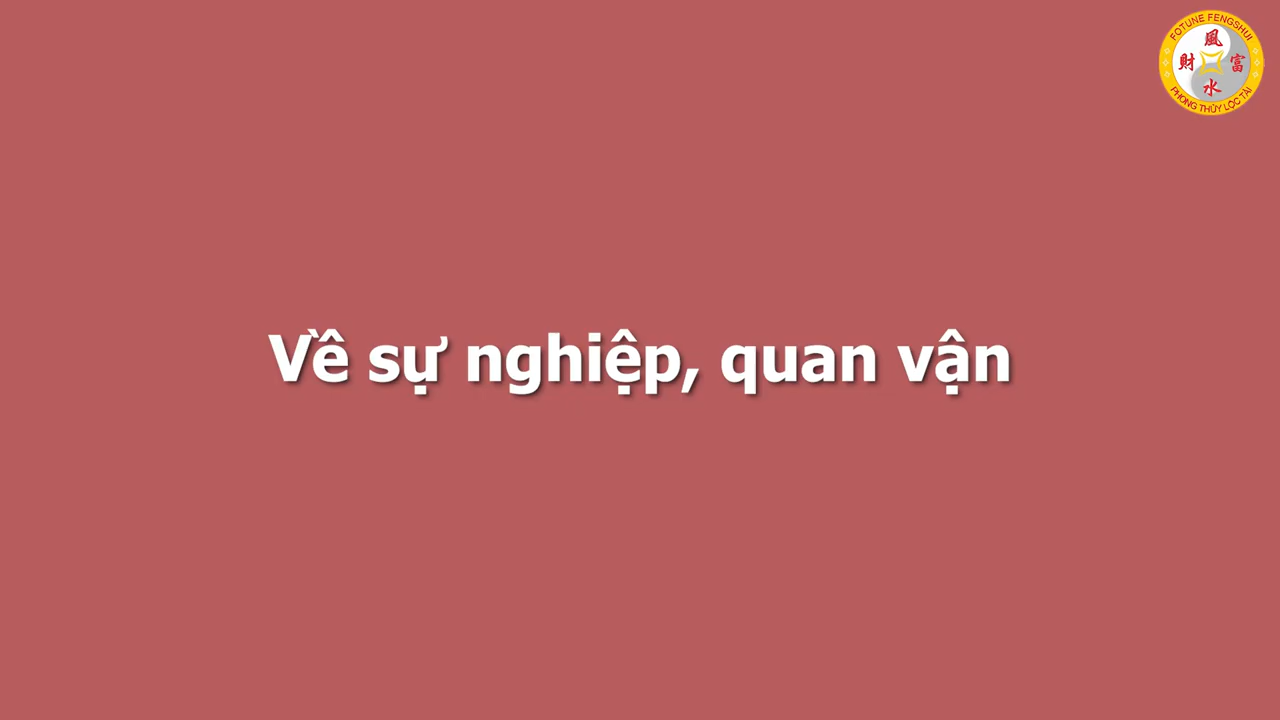 FOTUNE FENGSHUI
風
財 富
水
PHONG THỦY LỘC TÀI
Về sự nghiệp, quan vận